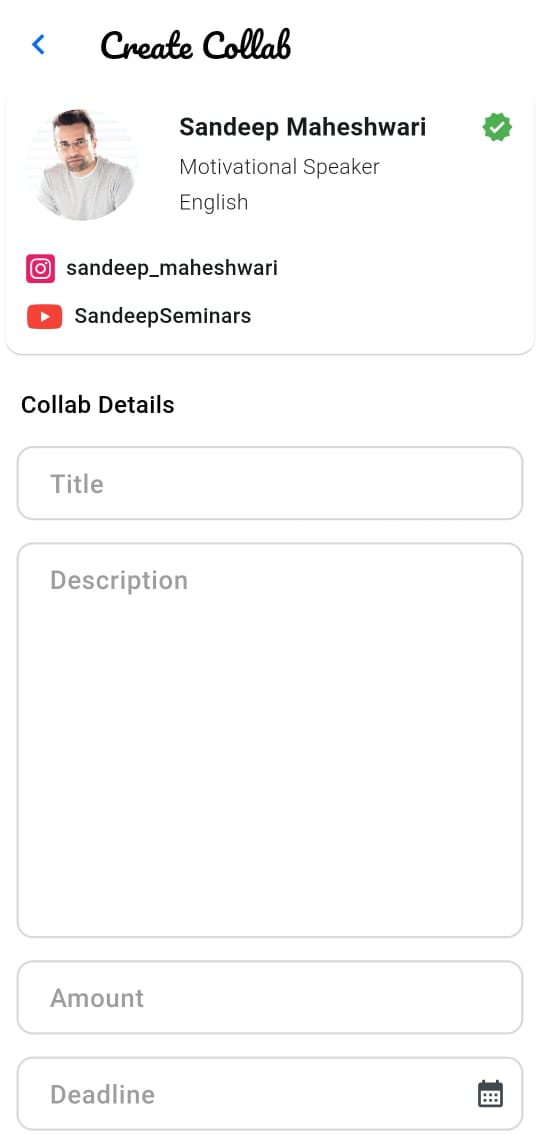 Create Collab
Sandeep Maheshwari
Motivational Speaker
English
sandeep_maheshwari
SandeepSeminars
Collab Details
Title
Description
Amount
Deadline